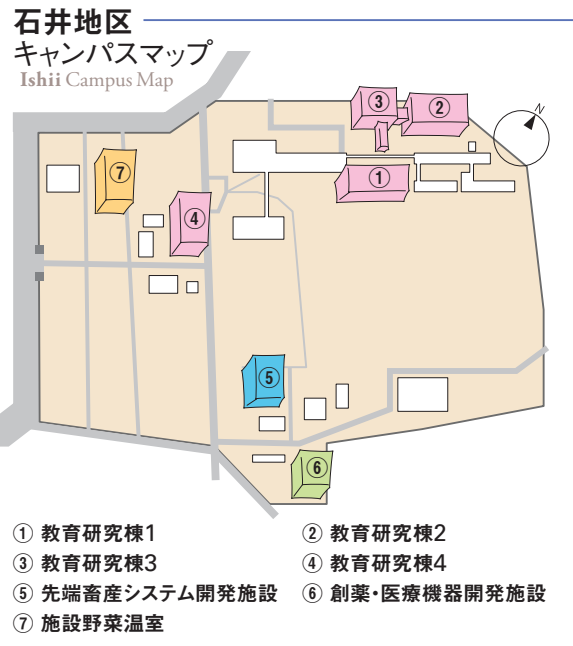 石井地区
キャンパスマップ
Ishii Campus Map
N
③
②
⑦
①
④
⑤
⑥
① 教育研究棟1
② 教育研究棟2
③ 教育研究棟3
④ 教育研究棟4
⑤ 先端畜産システム開発施設
⑥ 創薬・医療機器開発施設
⑦ 施設野菜温室